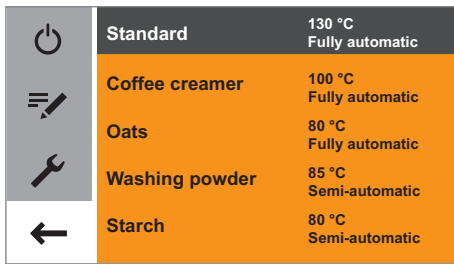 Standard
130 °C
Fully automatic
Coffee creamer
100 °C
Fully automatic
Oats
80 °C
Fully automatic
Washing powder
85 °C
Semi-automatic
Starch
80 °C
Semi-automatic